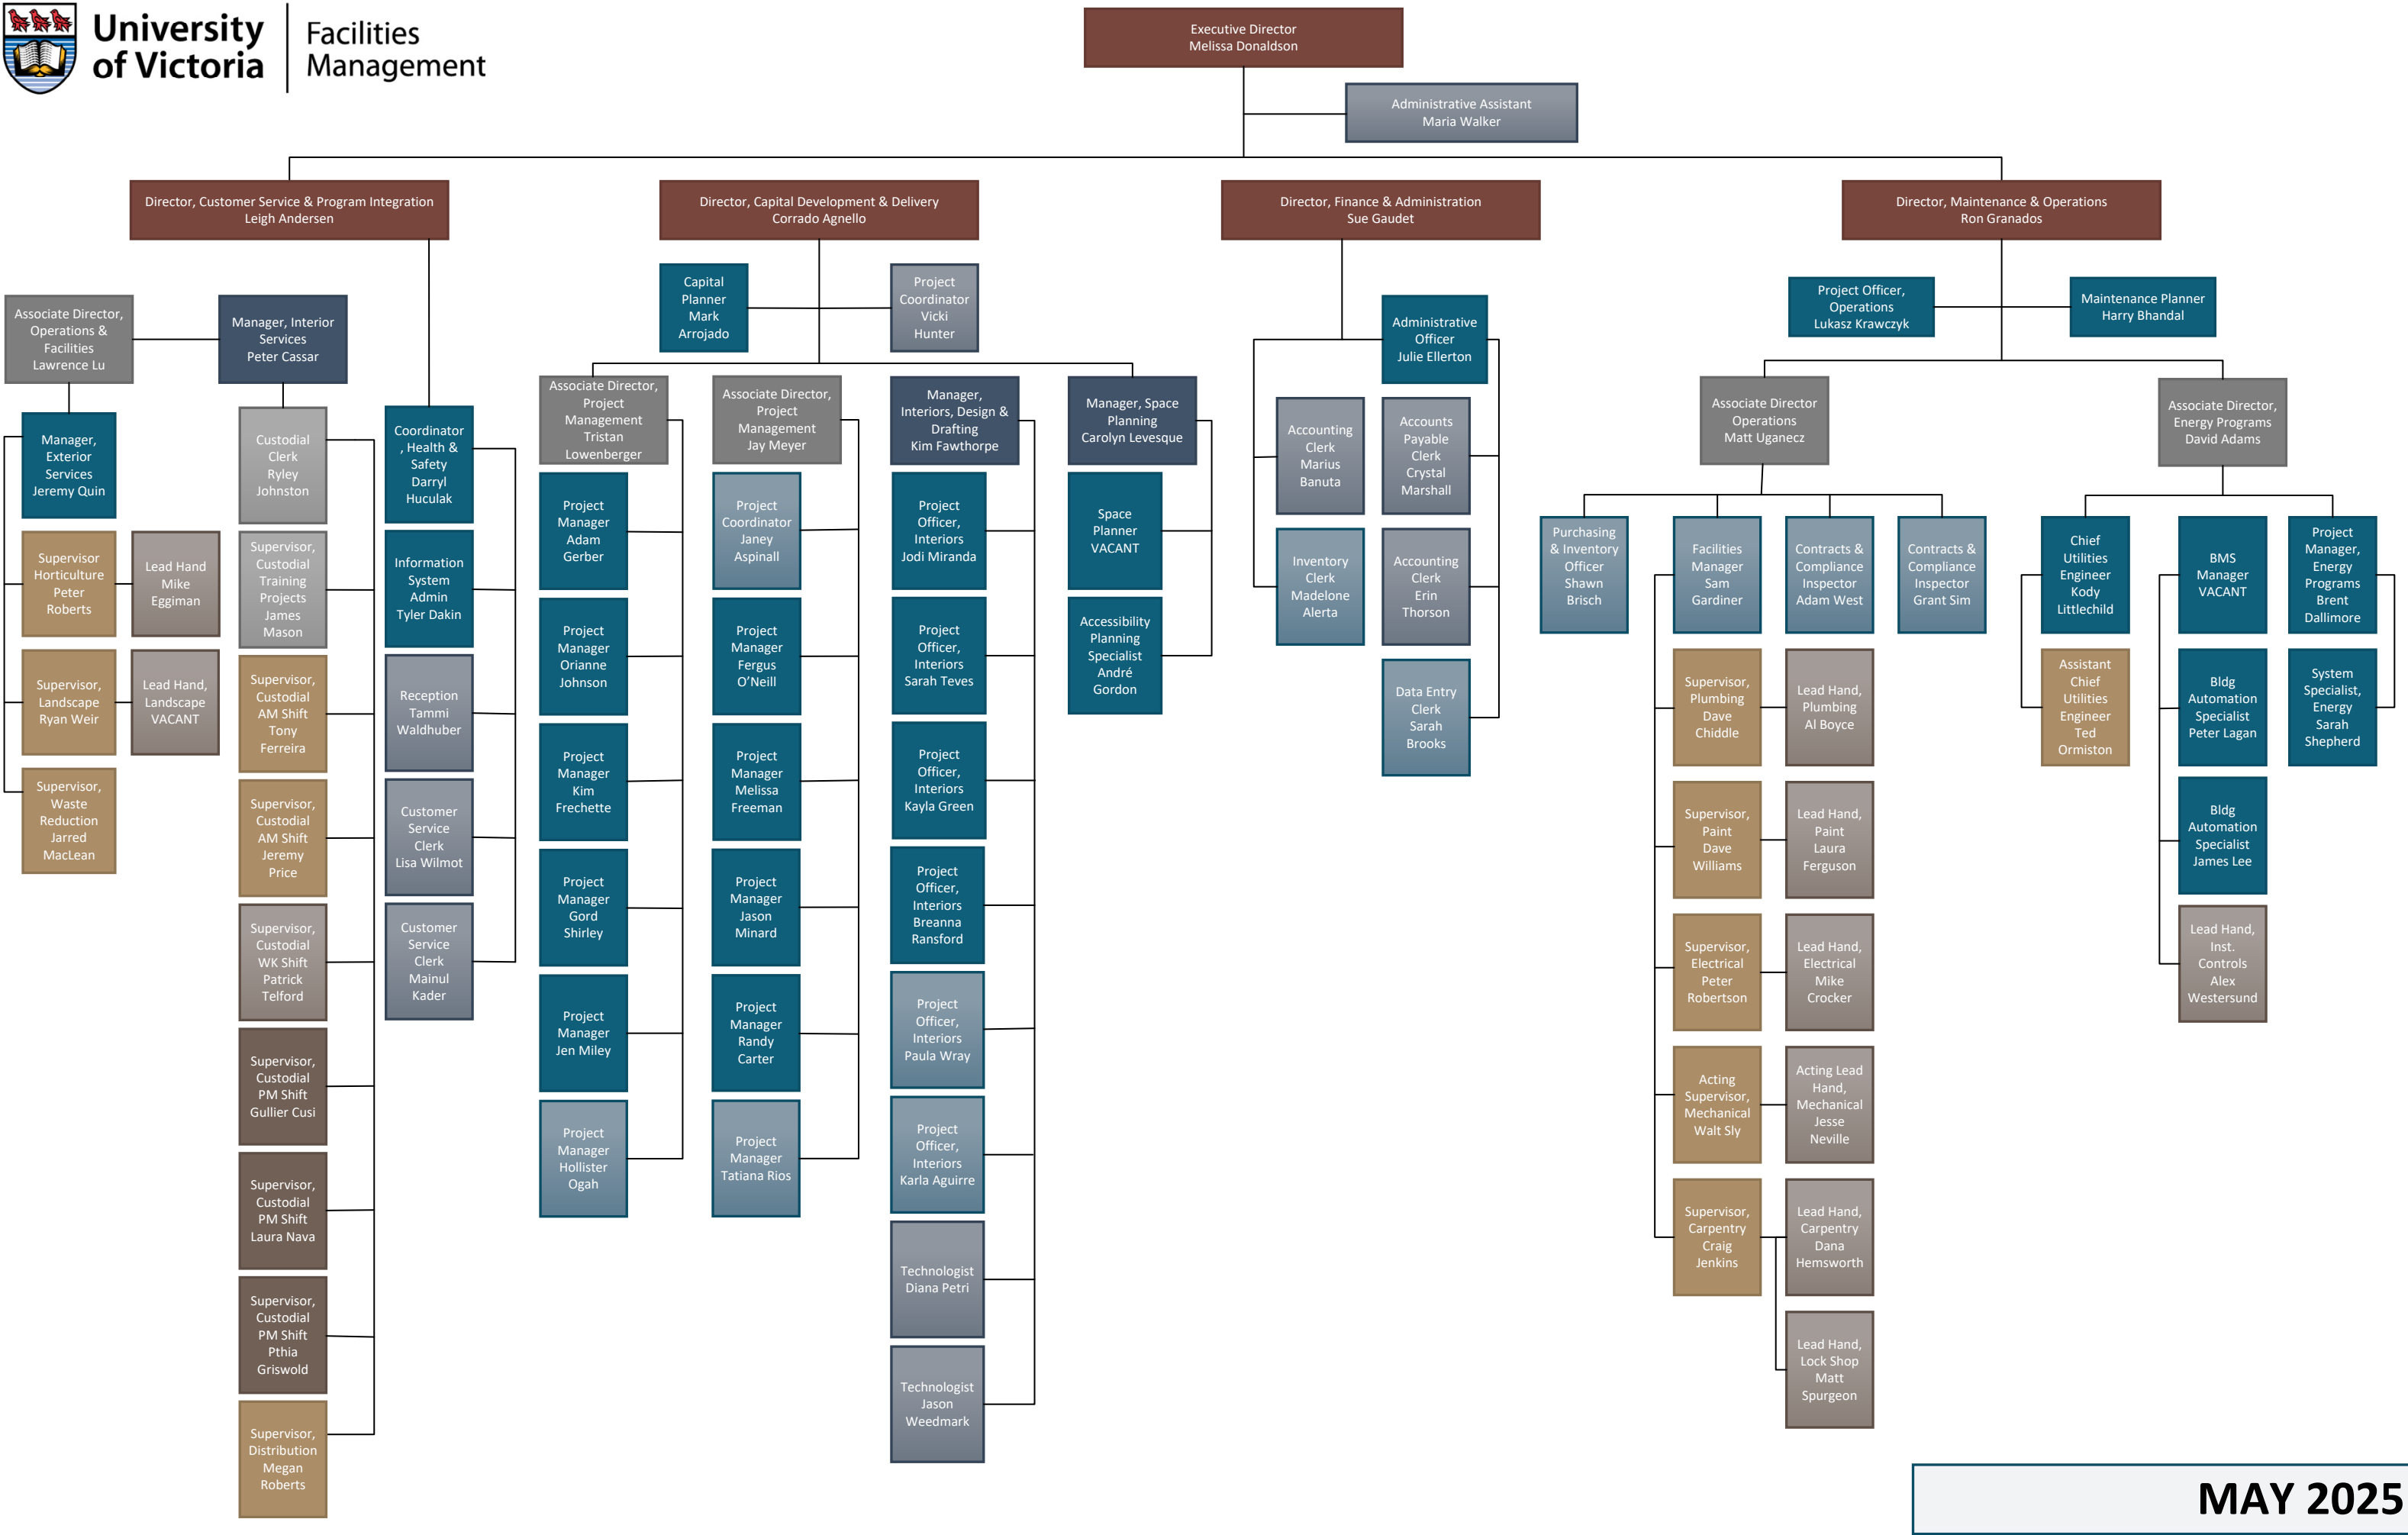 University
of Victoria
Facilities
Management
Executive Director
Melissa Donaldson
Administrative Assistant
Maria Walker
Director, Customer Service & Program Integration
Leigh Andersen
Director, Capital Development & Delivery
Corrado Agnello
Director, Finance & Administration
Sue Gaudet
Director, Maintenance & Operations
Ron Granados
Associate Director,
Operations &
Facilities
Lawrence Lu
Manager, Interior
Services
Peter Cassar
Manager,
Exterior
Services
Jeremy Quin
Supervisor
Horticulture
Peter
Roberts
Lead Hand
Mike
Eggiman
Supervisor,
Landscape
Ryan Weir
Lead Hand,
Landscape
VACANT
Supervisor,
Waste
Reduction
Jarred
MacLean
Custodial
Clerk
Ryley
Johnston
Supervisor,
Custodial
Training
Projects
James
Mason
Supervisor,
Custodial
AM Shift
Tony
Ferreira
Supervisor,
Custodial
AM Shift
Jeremy
Price
Supervisor,
Custodial
WK Shift
Patrick
Telford
Supervisor,
Custodial
PM Shift
Gullier Cusi
Supervisor,
Custodial
PM Shift
Laura Nava
Supervisor,
Custodial
PM Shift
Pthia
Griswold
Supervisor,
Distribution
Megan
Roberts
Coordinator
, Health &
Safety
Darryl
Huculak
Information
System
Admin
Tyler Dakin
Reception
Tammi
Waldhuber
Customer
Service
Clerk
Lisa Wilmot
Customer
Service
Clerk
Mainul
Kader
Capital
Planner
Mark
Arrojado
Project
Coordinator
Vicki
Hunter
Associate Director,
Project
Management
Tristan
Lowenberger
Project
Manager
Adam
Gerber
Project
Manager
Orianne
Johnson
Project
Manager
Kim
Frechette
Project
Manager
Gord
Shirley
Project
Manager
Jen Miley
Project
Manager
Hollister
Ogah
Associate Director,
Project
Management
Jay Meyer
Project
Coordinator
Janey
Aspinall
Project
Manager
Fergus
O’Neill
Project
Manager
Melissa
Freeman
Project
Manager
Jason
Minard
Project
Manager
Randy
Carter
Project
Manager
Tatiana Rios
Manager,
Interiors, Design &
Drafting
Kim Fawthorpe
Project
Officer,
Interiors
Jodi Miranda
Project
Officer,
Interiors
Sarah Teves
Project
Officer,
Interiors
Kayla Green
Project
Officer,
Interiors
Breanna
Ransford
Project
Officer,
Interiors
Paula Wray
Project
Officer,
Interiors
Karla Aguirre
Technologist
Diana Petri
Technologist
Jason
Weedmark
Manager, Space
Planning
Carolyn Levesque
Space
Planner
VACANT
Accessibility
Planning
Specialist
André
Gordon
Administrative
Officer
Julie Ellerton
Accounting
Clerk
Marius
Banuta
Inventory
Clerk
Madelone
Alerta
Accounts
Payable
Clerk
Crystal
Marshall
Accounting
Clerk
Erin
Thorson
Data Entry
Clerk
Sarah
Brooks
Project Officer,
Operations
Lukasz Krawczyk
Maintenance Planner
Harry Bhandal
Associate Director
Operations
Matt Uganecz
Purchasing
& Inventory
Officer
Shawn
Brisch
Facilities
Manager
Sam
Gardiner
Contracts &
Compliance
Inspector
Adam West
Contracts &
Compliance
Inspector
Grant Sim
Supervisor,
Plumbing
Dave
Chiddle
Lead Hand,
Plumbing
Al Boyce
Supervisor,
Paint
Dave
Williams
Lead Hand,
Paint
Laura
Ferguson
Supervisor,
Electrical
Peter
Robertson
Lead Hand,
Electrical
Mike
Crocker
Acting
Supervisor,
Mechanical
Walt Sly
Acting Lead
Hand,
Mechanical
Jesse
Neville
Supervisor,
Carpentry
Craig
Jenkins
Lead Hand,
Carpentry
Dana
Hemsworth
Lead Hand,
Lock Shop
Matt
Spurgeon
Associate Director,
Energy Programs
David Adams
Chief
Utilities
Engineer
Kody
Littlechild
Assistant
Chief
Utilities
Engineer
Ted
Ormiston
BMS
Manager
VACANT
Bldg
Automation
Specialist
Peter Lagan
Bldg
Automation
Specialist
James Lee
Lead Hand,
Inst.
Controls
Alex
Westersund
Project
Manager,
Energy
Programs
Brent
Dallimore
System
Specialist,
Energy
Sarah
Shepherd
MAY 2025